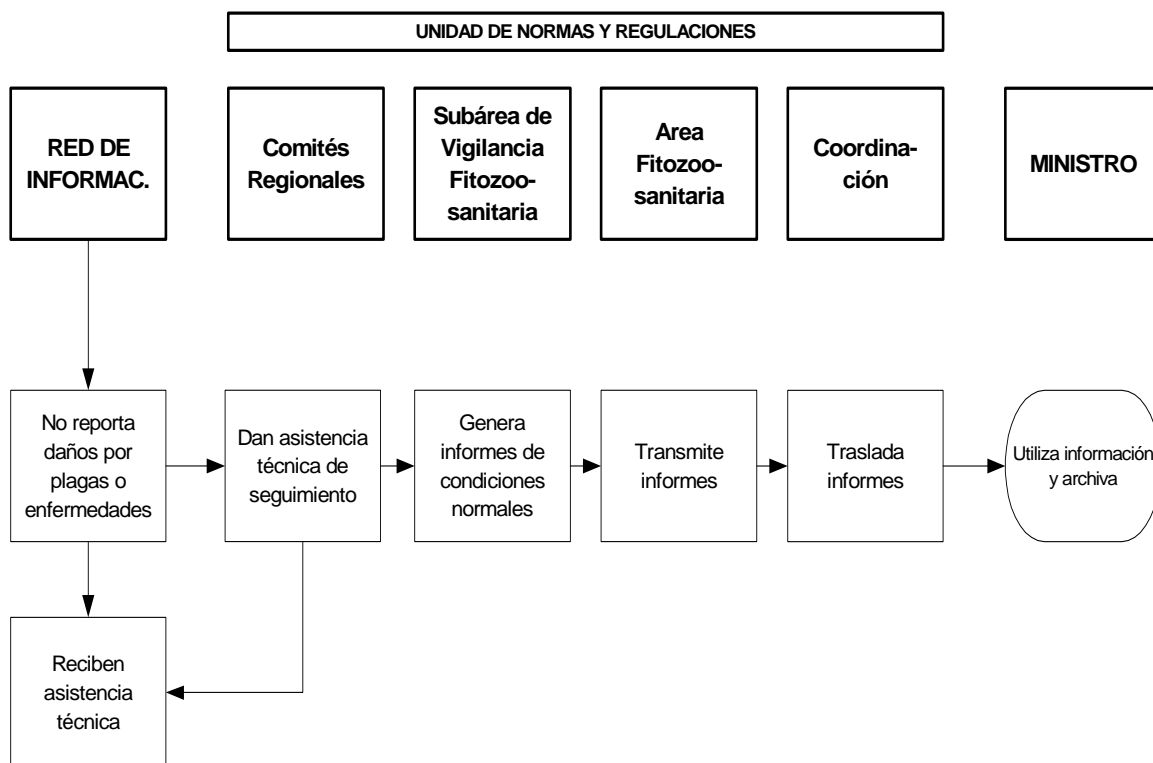 UNIDAD DE NORMAS Y REGULACIONES
RED DE
INFORMAC.
Comités
Regionales
Subárea de
Vigilancia
Fitozoo-
sanitaria
Area
Fitozoo-
sanitaria
Coordina-
ción
MINISTRO
No reporta
daños por
plagas o
enfermedades
Dan asistencia
técnica de
seguimiento
Genera
informes de
condiciones
normales
Transmite
informes
Traslada
informes
Utiliza información
y archiva
Reciben
asistencia
técnica